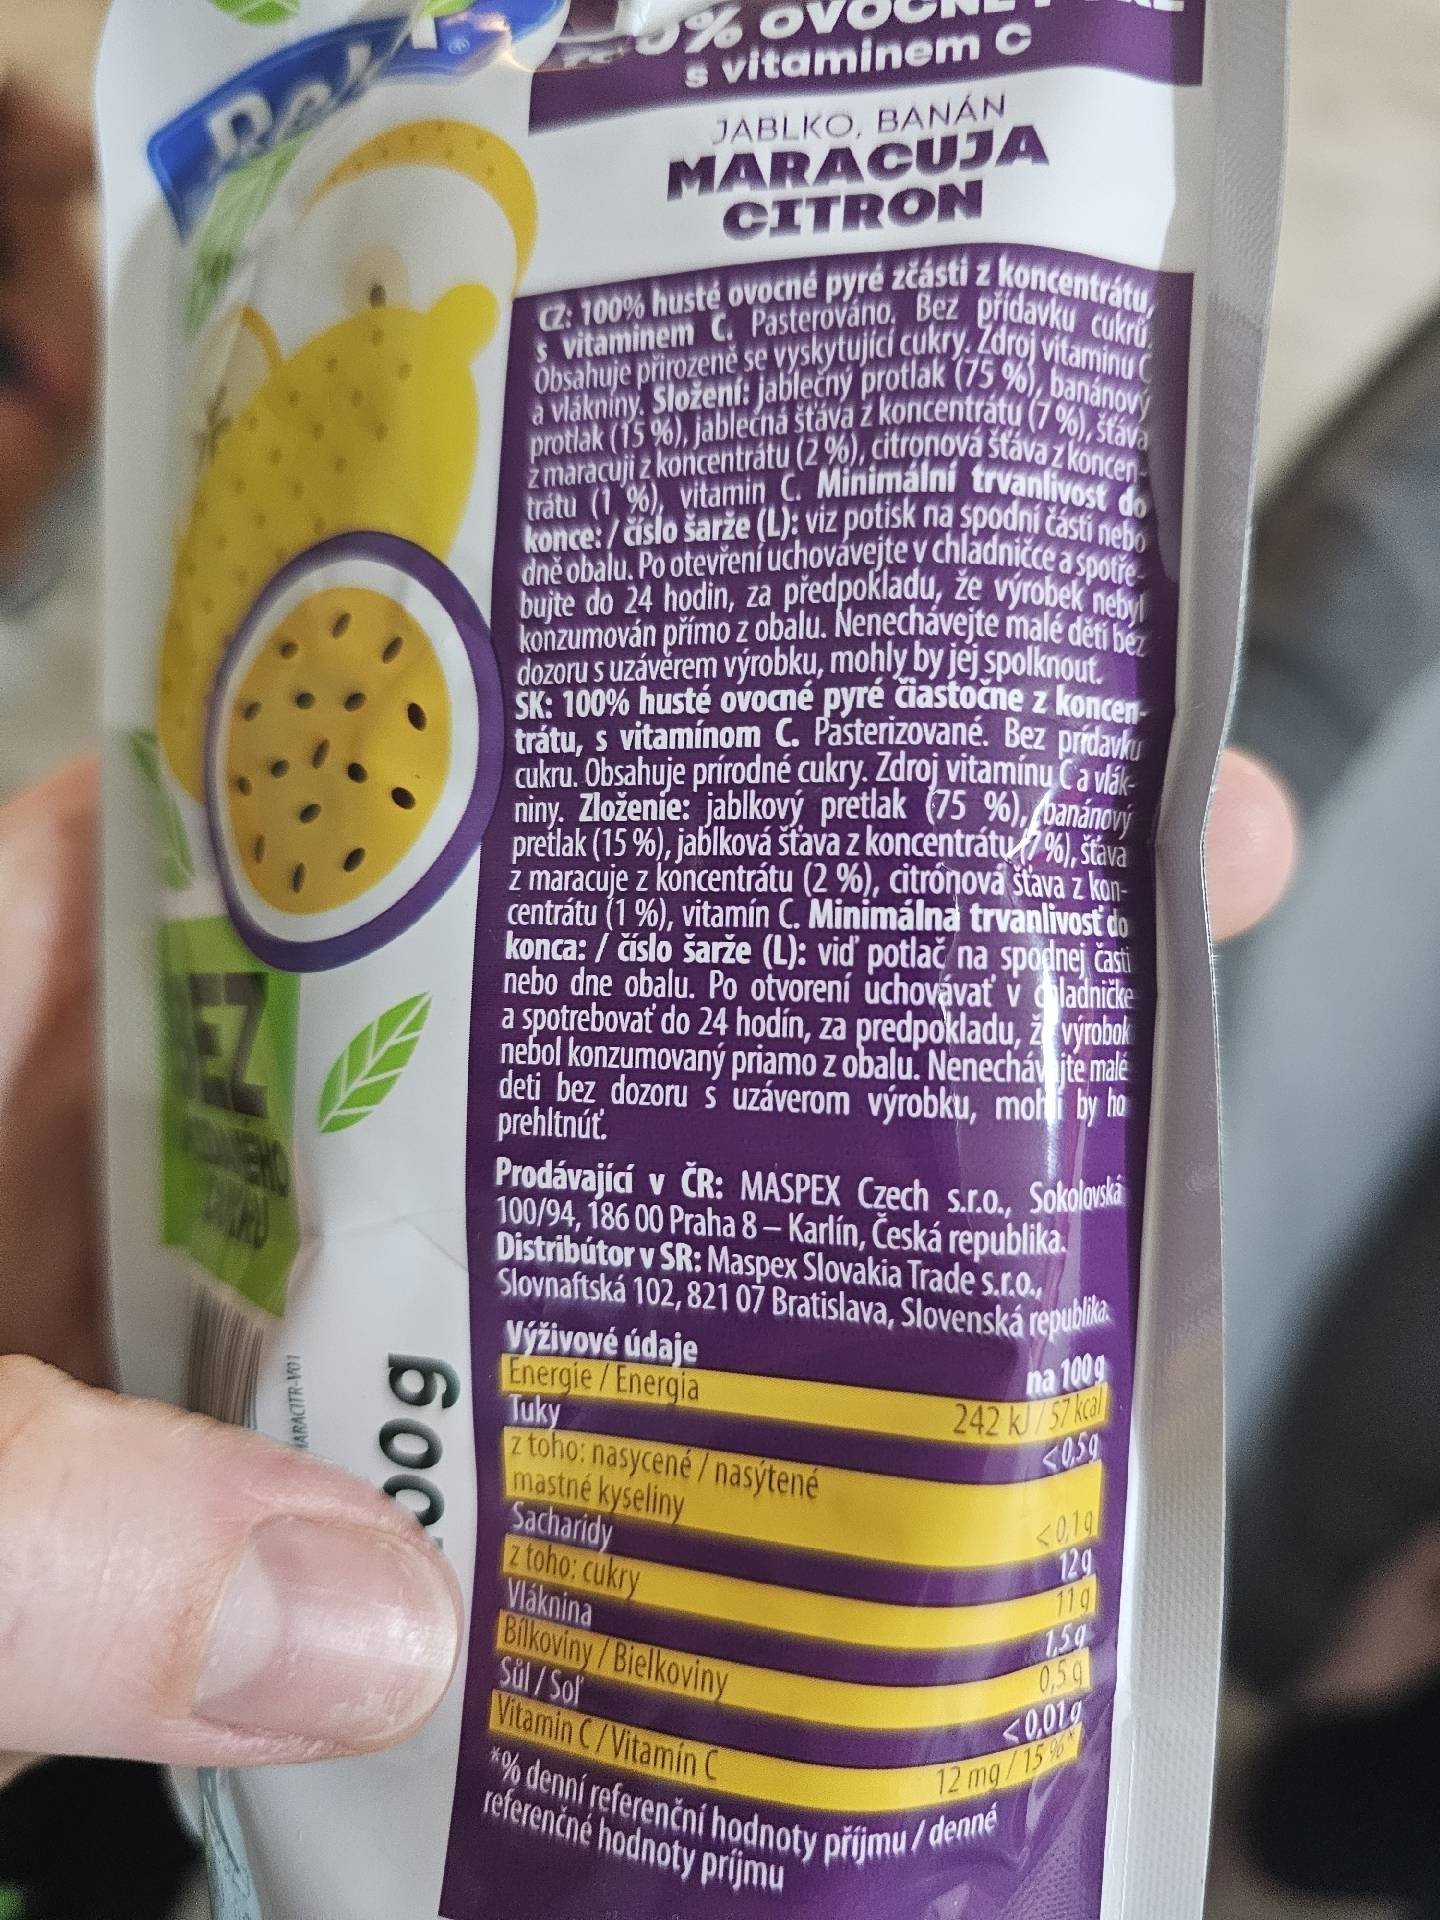 % OVOCNÉ
s vitaminem C
JABLKO, BANÁN
MARACUJA
CITRON
CZ: 100% husté ovocné pyré zčásti z koncentrátu,
s vitaminem C. Pasterováno. Bez přídavku cukrů.
Obsahuje přirozeně se vyskytující cukry. Zdroj vitaminu C
a vlákniny. Složení: jablečný protlak (75 %), banánový
protlak (15 %), jablečná šťáva z koncentrátu (7 %), šťáva
z maracuji z koncentrátu (2 %), citronová šťáva z koncen-
trátu (1 %), vitamin C. Minimální trvanlivost do
konce: / číslo šarže (L): viz potisk na spodní části nebo
dně obalu. Po otevření uchovávejte v chladničce a spotře-
bujte do 24 hodin, za předpokladu, že výrobek nebyl
konzumován přímo z obalu. Nenechávejte malé děti bez
dozoru s uzávěrem výrobku, mohly by jej spolknout.
SK: 100% husté ovocné pyré čiastočne z koncen-
trátu, s vitamínom C. Pasterizované. Bez prídavku
cukru. Obsahuje prírodné cukry. Zdroj vitamínu C a vlák-
niny. Zloženie: jablkový pretlak (75 %), banánový
pretlak (15 %), jablková šťava z koncentrátu (7 %), šťava
z maracuje z koncentrátu (2 %), citrónová šťava z kon-
centrátu (1 %), vitamín C. Minimálna trvanlivosť do
konca: / číslo šarže (L): viď potlač na spodnej časti
nebo dne obalu. Po otvorení uchovávať v chladničke
a spotrebovať do 24 hodín, za predpokladu, že výrobok
nebol konzumovaný priamo z obalu. Nenechávajte malé
deti bez dozoru s uzáverom výrobku, mohli by ho
prehltnúť.
Prodávající v ČR: MASPEX Czech s.r.o., Sokolovská
100/94, 186 00 Praha 8 – Karlín, Česká republika.
Distribútor v SR: Maspex Slovakia Trade s.r.o.,
Slovnaftská 102, 821 07 Bratislava, Slovenská republika.
Výživové údaje na 100 g
Energie / Energia 242 kJ / 57 kcal
Tuky <0,5 g
z toho: nasycené / nasýtené
mastné kyseliny <0,1 g
Sacharidy 12 g
z toho: cukry 11 g
Vláknina 1,5 g
Bílkoviny / Bielkoviny 0,5 g
Sůl / Soľ <0,01 g
Vitamin C / Vitamín C 12 mg / 15 %*
*% denní referenční hodnoty příjmu / denné
referenčné hodnoty príjmu
BEZ
CUKRU
ARACITR-V01
00g